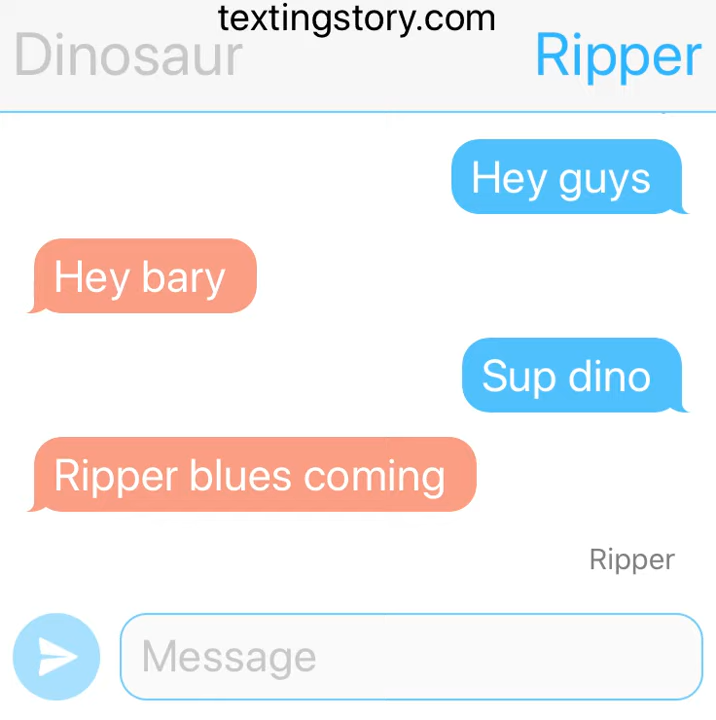 textingstory.com
Dinosaur Ripper
Hey guys
Hey bary
Sup dino
Ripper blues coming
Ripper
Message